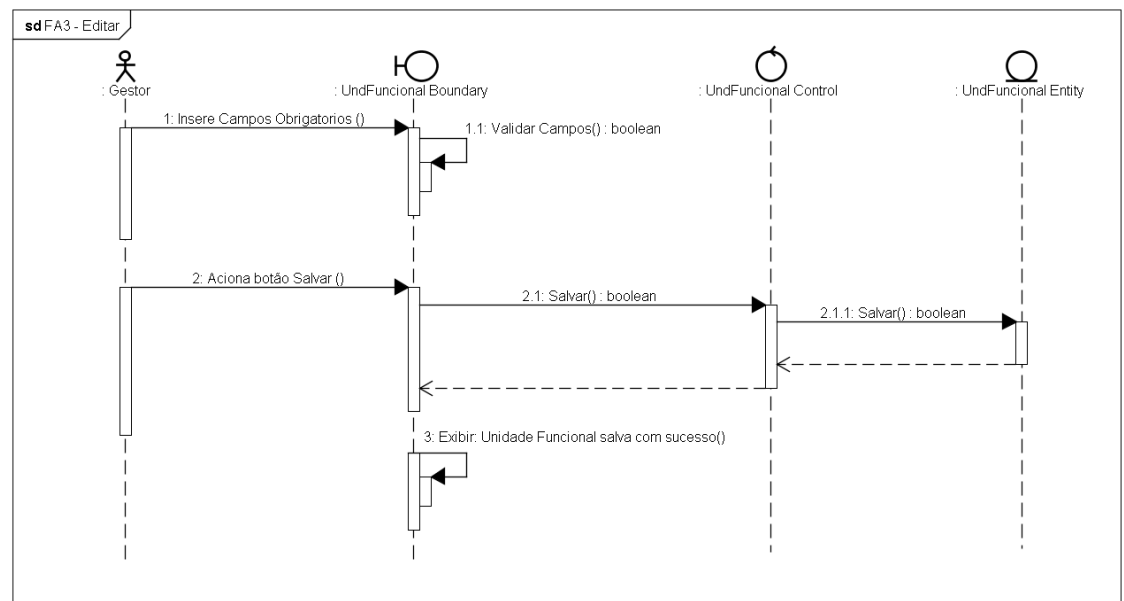 sd FA3 - Editar
: Gestor
: UndFuncional Boundary
: UndFuncional Control
: UndFuncional Entity
1: Insere Campos Obrigatorios ()
1.1: Validar Campos() : boolean
2: Aciona botão Salvar ()
2.1: Salvar() : boolean
2.1.1: Salvar() : boolean
3: Exibir: Unidade Funcional salva com sucesso()